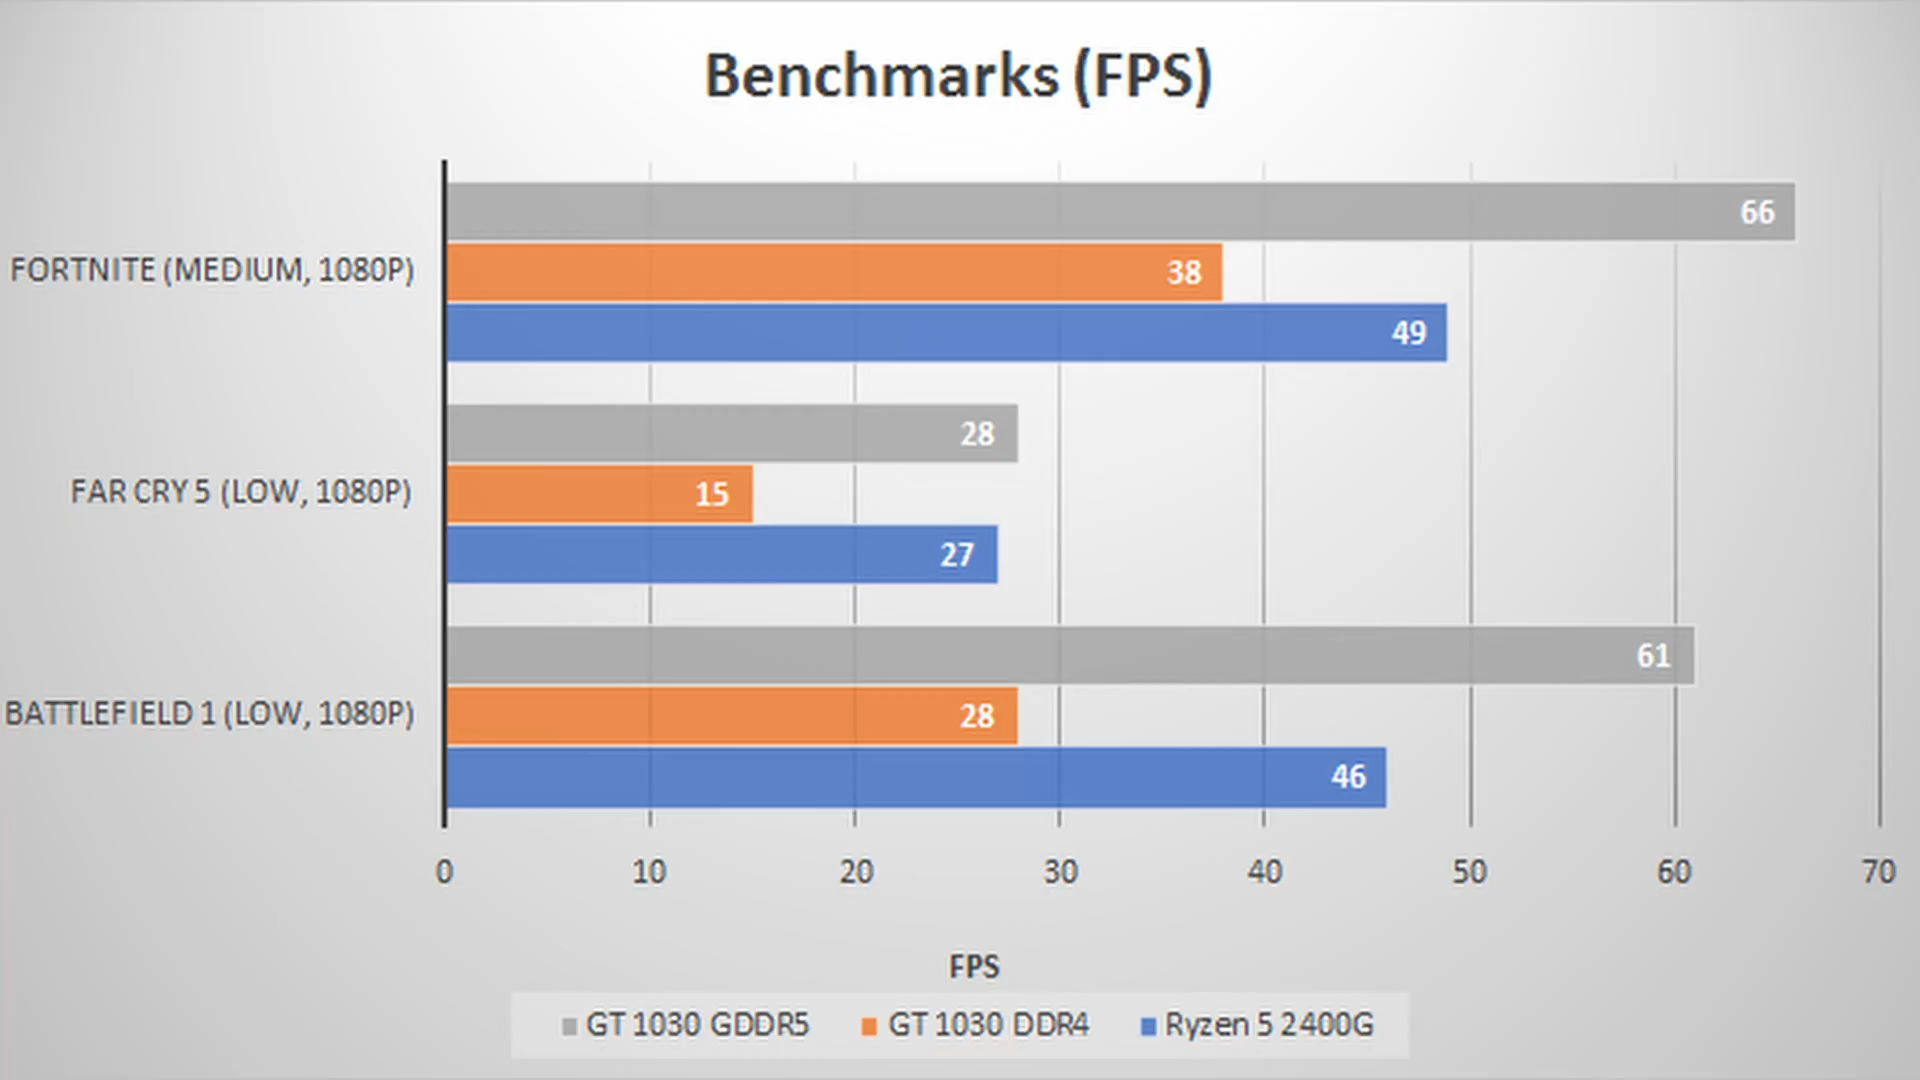 Benchmarks (FPS)
66
FORTNITE (MEDIUM, 1080P)
38
49
28
FAR CRY 5 (LOW, 1080P)
15
27
61
BATTLEFIELD 1 (LOW, 1080P)
28
46
0 10 20 30 40 50 60 70
FPS
GT 1030 GDDR5 GT 1030 DDR4 Ryzen 5 2400G